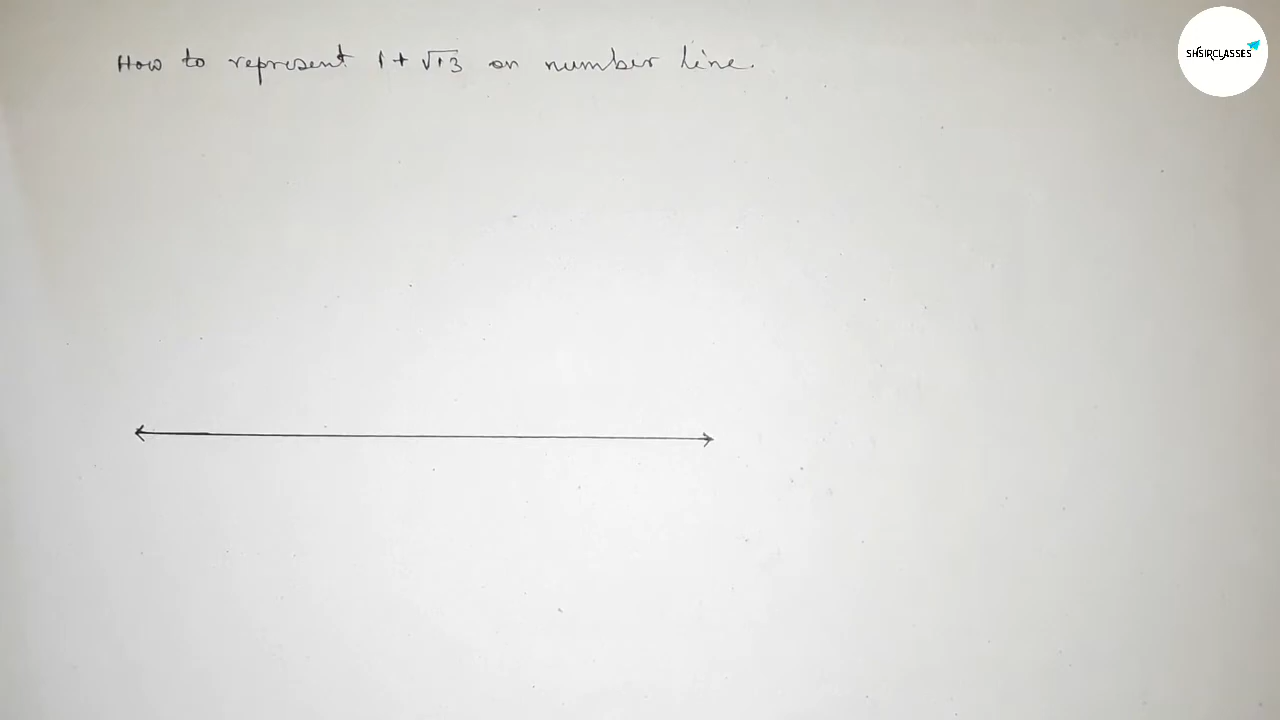 How to represent 1 + √13 on number line.
SHSIRCLASSES